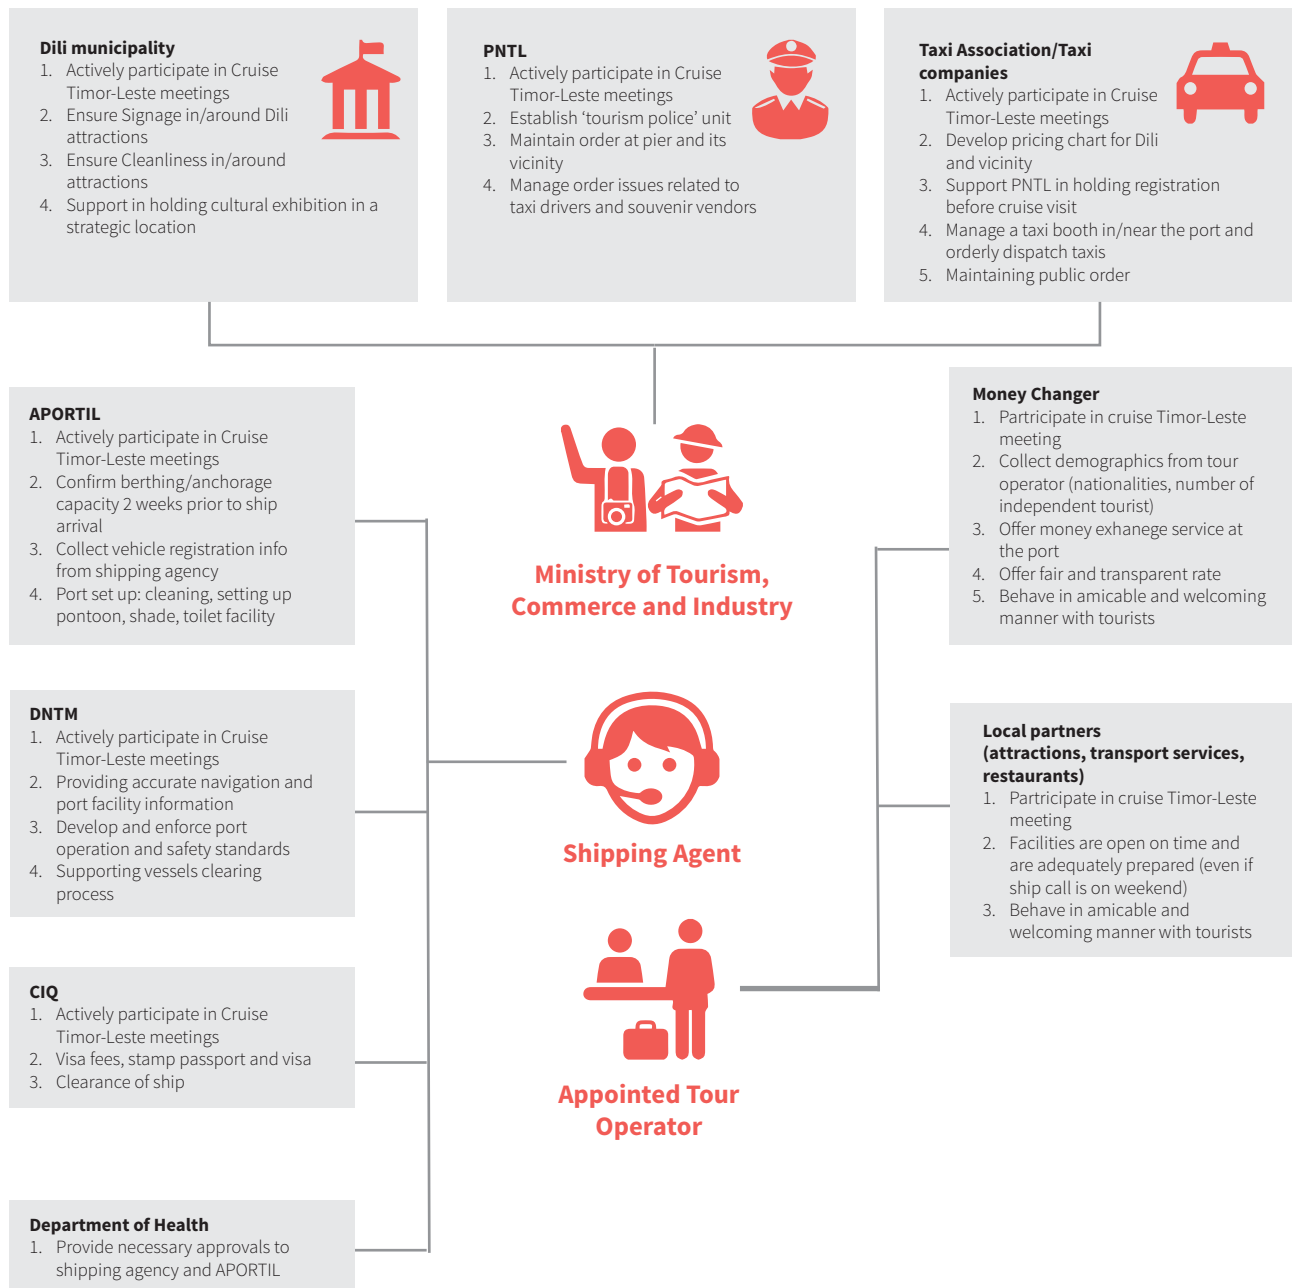 Dili municipality
1. Actively participate in Cruise
Timor-Leste meetings
2. Ensure Signage in/around Dili
attractions
3. Ensure Cleanliness in/around
attractions
4. Support in holding cultural exhibition in a
strategic location
PNTL
1. Actively participate in Cruise
Timor-Leste meetings
2. Establish ‘tourism police’ unit
3. Maintain order at pier and its
vicinity
4. Manage order issues related to
taxi drivers and souvenir vendors
Taxi Association/Taxi
companies
1. Actively participate in Cruise
Timor-Leste meetings
2. Develop pricing chart for Dili
and vicinity
3. Support PNTL in holding registration
before cruise visit
4. Manage a taxi booth in/near the port and
orderly dispatch taxis
5. Maintaining public order
APORTIL
1. Actively participate in Cruise
Timor-Leste meetings
2. Confirm berthing/anchorage
capacity 2 weeks prior to ship
arrival
3. Collect vehicle registration info
from shipping agency
4. Port set up: cleaning, setting up
pontoon, shade, toilet facility
DNTM
1. Actively participate in Cruise
Timor-Leste meetings
2. Providing accurate navigation and
port facility information
3. Develop and enforce port
operation and safety standards
4. Supporting vessels clearing
process
CIQ
1. Actively participate in Cruise
Timor-Leste meetings
2. Visa fees, stamp passport and visa
3. Clearance of ship
Department of Health
1. Provide necessary approvals to
shipping agency and APORTIL
Ministry of Tourism,
Commerce and Industry
Shipping Agent
Appointed Tour
Operator
Money Changer
1. Partricipate in cruise Timor-Leste
meeting
2. Collect demographics from tour
operator (nationalities, number of
independent tourist)
3. Offer money exhanege service at
the port
4. Offer fair and transparent rate
5. Behave in amicable and welcoming
manner with tourists
Local partners
(attractions, transport services,
restaurants)
1. Partricipate in cruise Timor-Leste
meeting
2. Facilities are open on time and
are adequately prepared (even if
ship call is on weekend)
3. Behave in amicable and
welcoming manner with tourists